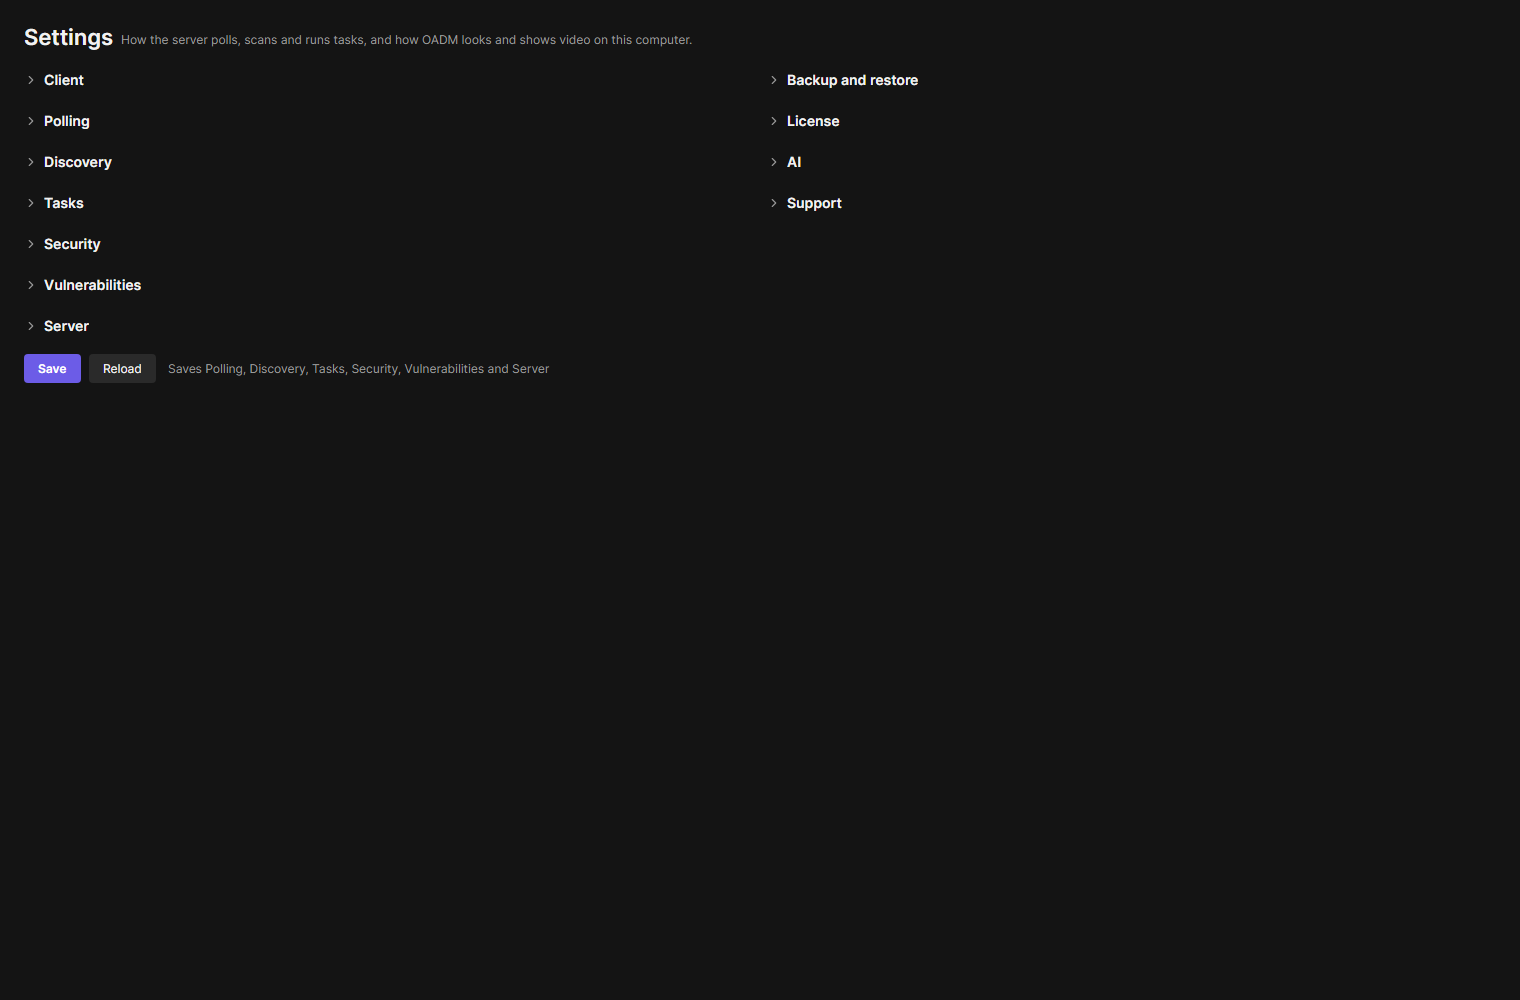 Settings How the server polls, scans and runs tasks, and how OADM looks and shows video on this computer.
Client
Polling
Discovery
Tasks
Security
Vulnerabilities
Server
Save Reload Saves Polling, Discovery, Tasks, Security, Vulnerabilities and Server
Backup and restore
License
AI
Support